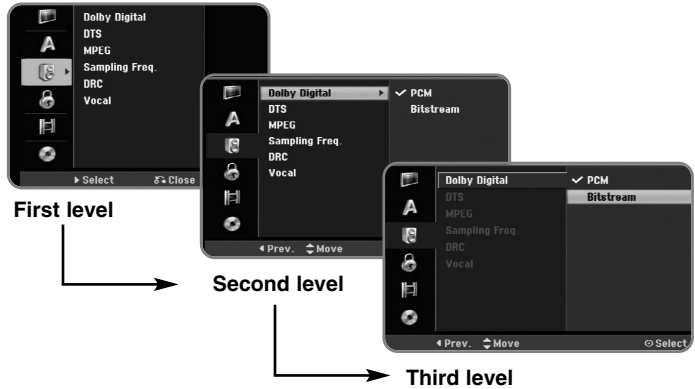 Dolby Digital
DTS
MPEG
Sampling Freq.
DRC
Vocal
A
Select Close
First level
Dolby Digital PCM
DTS Bitstream
MPEG
Sampling Freq.
DRC
Vocal
A
Prev. Move
Second level
Dolby Digital PCM
DTS Bitstream
MPEG
Sampling Freq.
DRC
Vocal
A
Prev. Move Select
Third level